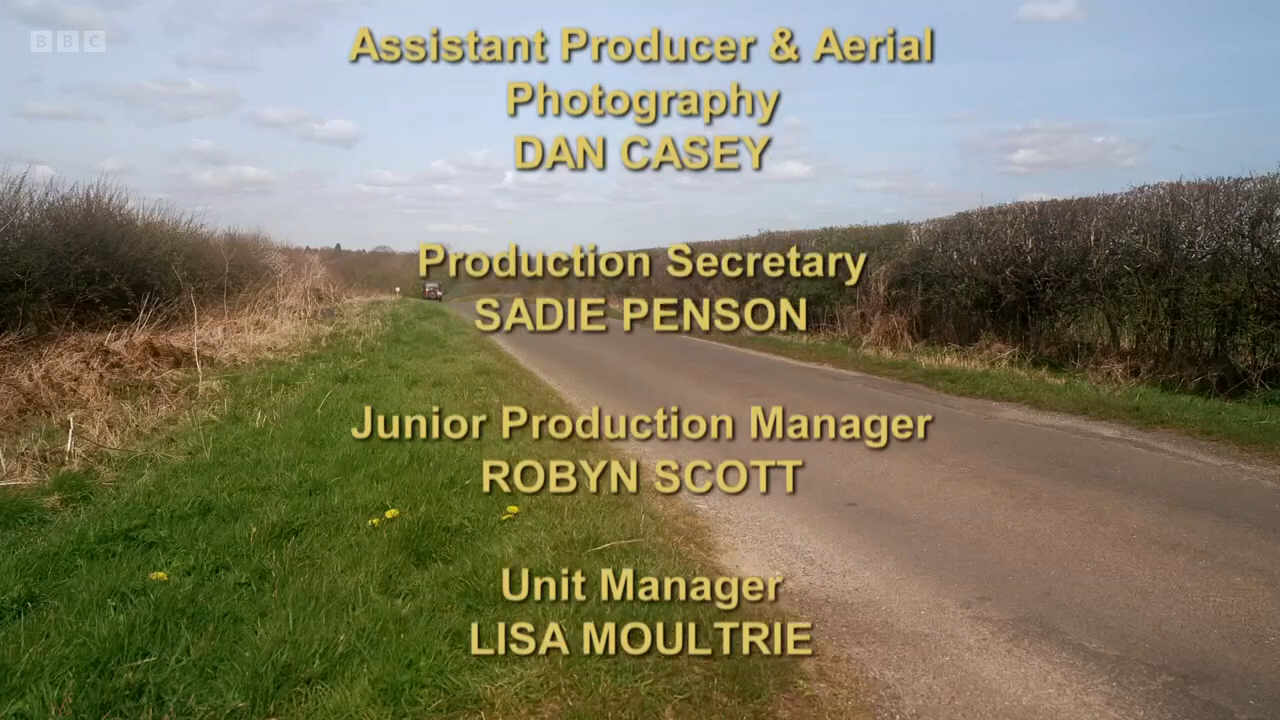 BBC
Assistant Producer & Aerial
Photography
DAN CASEY
Production Secretary
SADIE PENSON
Junior Production Manager
ROBYN SCOTT
Unit Manager
LISA MOULTRIE